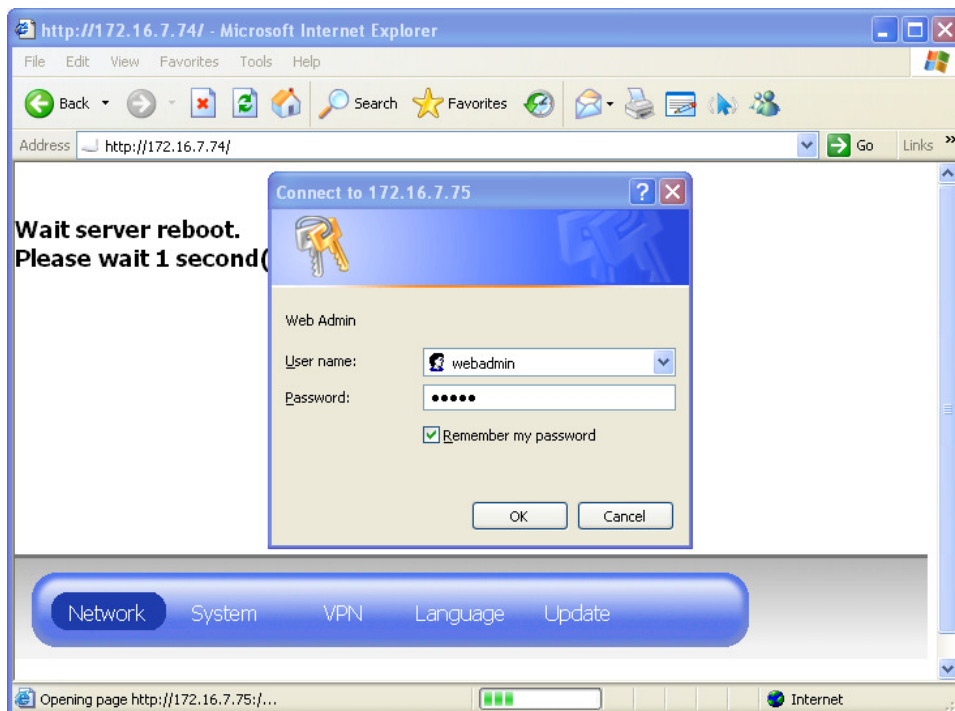 http://172.16.7.74/ - Microsoft Internet Explorer
File Edit View Favorites Tools Help
Back Search Favorites
Address http://172.16.7.74/ Go Links »
Wait server reboot.
Please wait 1 second(
Connect to 172.16.7.75
Web Admin
User name: webadmin
Password: •••••
Remember my password
OK Cancel
Network System VPN Language Update
Opening page http://172.16.7.75:/... Internet